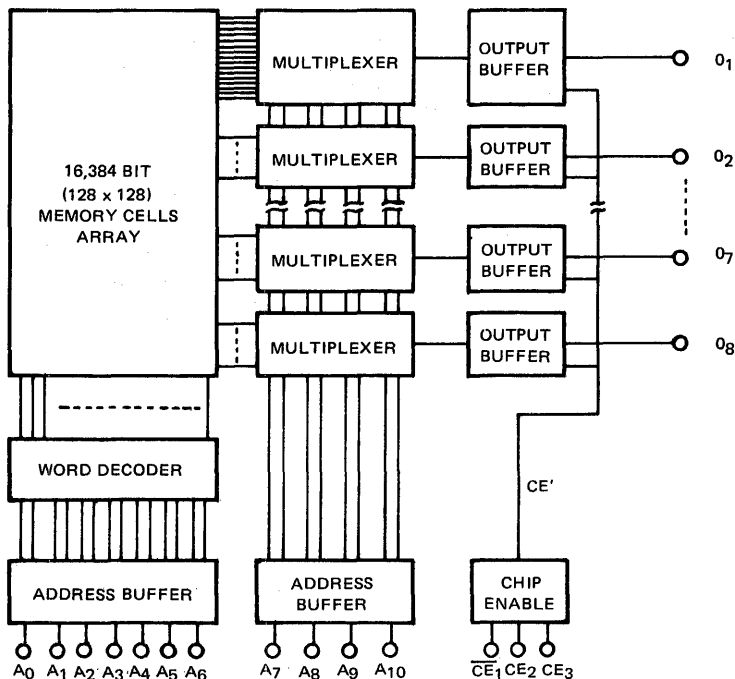 16,384 BIT
(128 x 128)
MEMORY CELLS
ARRAY
MULTIPLEXER
OUTPUT
BUFFER
O1
MULTIPLEXER
OUTPUT
BUFFER
O2
MULTIPLEXER
OUTPUT
BUFFER
O7
MULTIPLEXER
OUTPUT
BUFFER
O8
WORD DECODER
CE'
ADDRESS BUFFER
ADDRESS
BUFFER
CHIP
ENABLE
A0 A1 A2 A3 A4 A5 A6
A7 A8 A9 A10
C̅E̅1 CE2 CE3